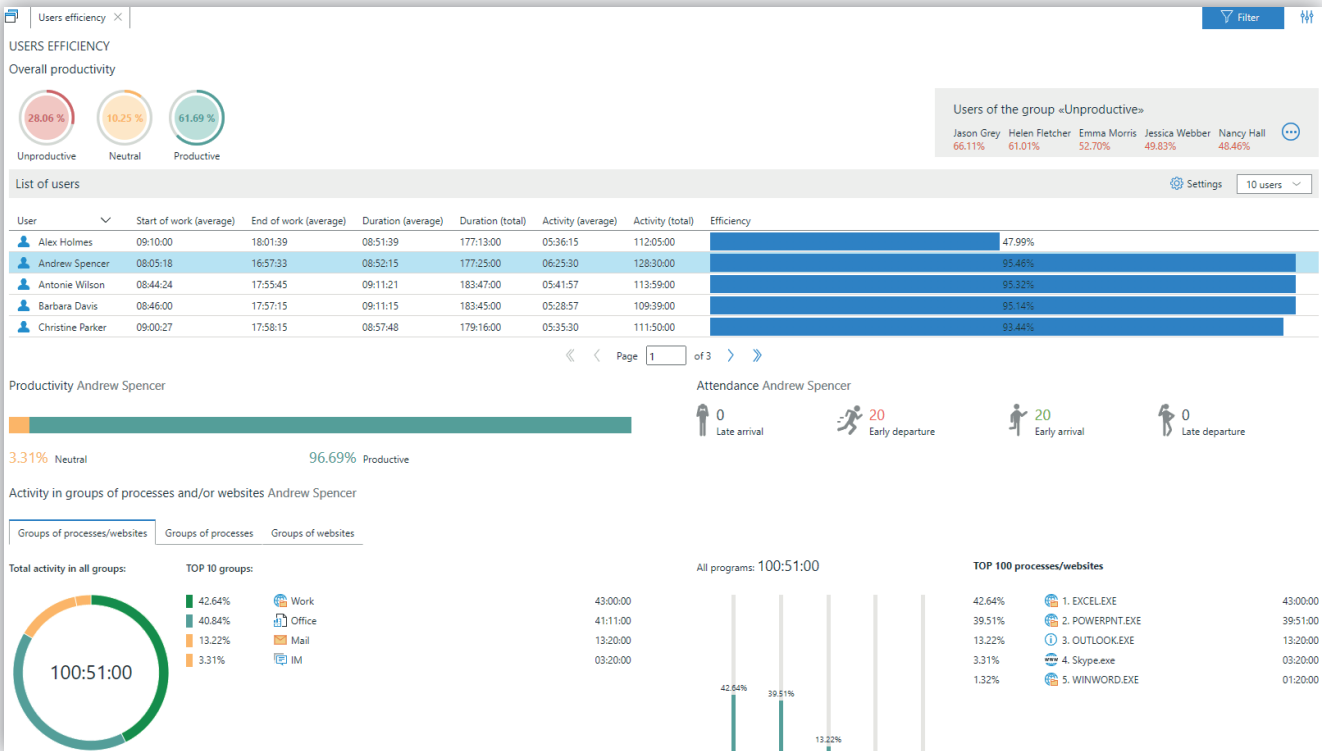 Users efficiency
Filter
USERS EFFICIENCY
Overall productivity
28.06 % 10.25 % 61.69 %
Unproductive Neutral Productive
Users of the group «Unproductive»
Jason Grey Helen Fletcher Emma Morris Jessica Webber Nancy Hall
66.11% 61.01% 52.70% 49.83% 48.46%
List of users Settings 10 users
User Start of work (average) End of work (average) Duration (average) Duration (total) Activity (average) Activity (total) Efficiency
Alex Holmes 09:10:00 18:01:39 08:51:39 177:13:00 05:36:15 112:05:00 47.99%
Andrew Spencer 08:05:18 16:57:33 08:52:15 177:25:00 06:25:30 128:30:00 95.46%
Antonie Wilson 08:44:24 17:55:45 09:11:21 183:47:00 05:41:57 113:59:00 95.32%
Barbara Davis 08:46:00 17:57:15 09:11:15 183:45:00 05:28:57 109:39:00 95.14%
Christine Parker 09:00:27 17:58:15 08:57:48 179:16:00 05:35:30 111:50:00 93.44%
Page 1 of 3
Productivity Andrew Spencer
3.31% Neutral 96.69% Productive
Attendance Andrew Spencer
0 20 20 0
Late arrival Early departure Early arrival Late departure
Activity in groups of processes and/or websites Andrew Spencer
Groups of processes/websites Groups of processes Groups of websites
Total activity in all groups: TOP 10 groups:
100:51:00
42.64% Work 43:00:00
40.84% Office 41:11:00
13.22% Mail 13:20:00
3.31% IM 03:20:00
All programs: 100:51:00
42.64%
39.51%
13.22%
TOP 100 processes/websites
42.64% 1. EXCEL.EXE 43:00:00
39.51% 2. POWERPNT.EXE 39:51:00
13.22% 3. OUTLOOK.EXE 13:20:00
3.31% www 4. Skype.exe 03:20:00
1.32% 5. WINWORD.EXE 01:20:00